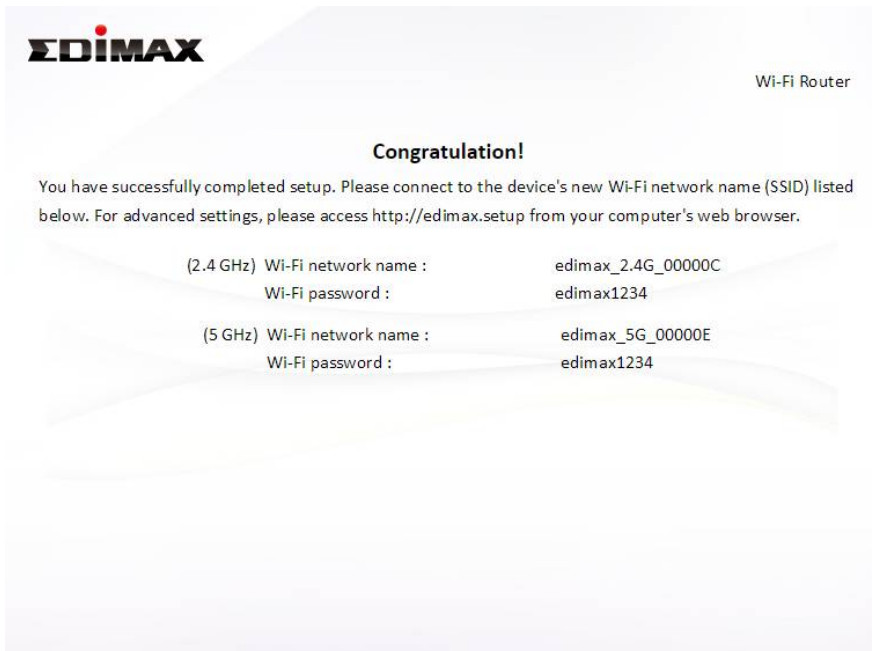 EDIMAX
Wi-Fi Router
Congratulation!
You have successfully completed setup. Please connect to the device's new Wi-Fi network name (SSID) listed
below. For advanced settings, please access http://edimax.setup from your computer's web browser.
(2.4 GHz) Wi-Fi network name : edimax_2.4G_00000C
Wi-Fi password : edimax1234
(5 GHz) Wi-Fi network name : edimax_5G_00000E
Wi-Fi password : edimax1234